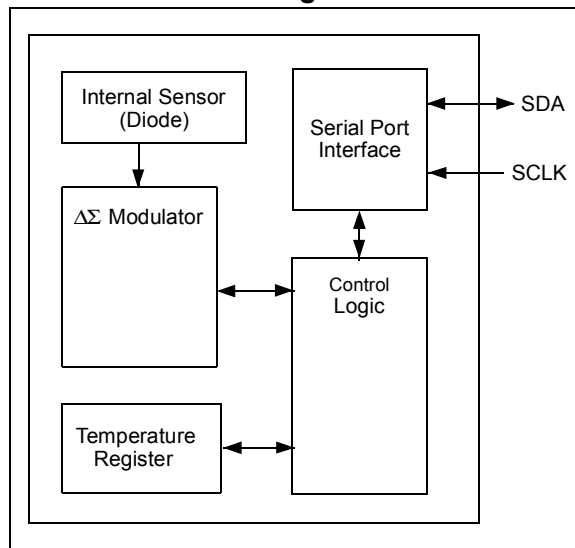 Internal Sensor
(Diode)
ΔΣ Modulator
Temperature
Register
Serial Port
Interface
Control
Logic
SDA
SCLK